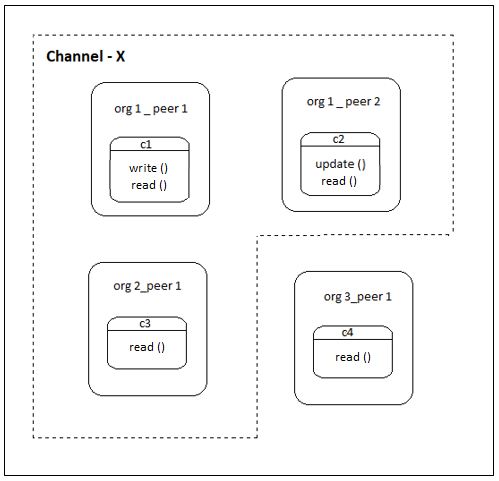 Channel - X
org 1 _ peer 1
c1
write ()
read ()
org 1 _ peer 2
c2
update ()
read ()
org 2_peer 1
c3
read ()
org 3_peer 1
c4
read ()